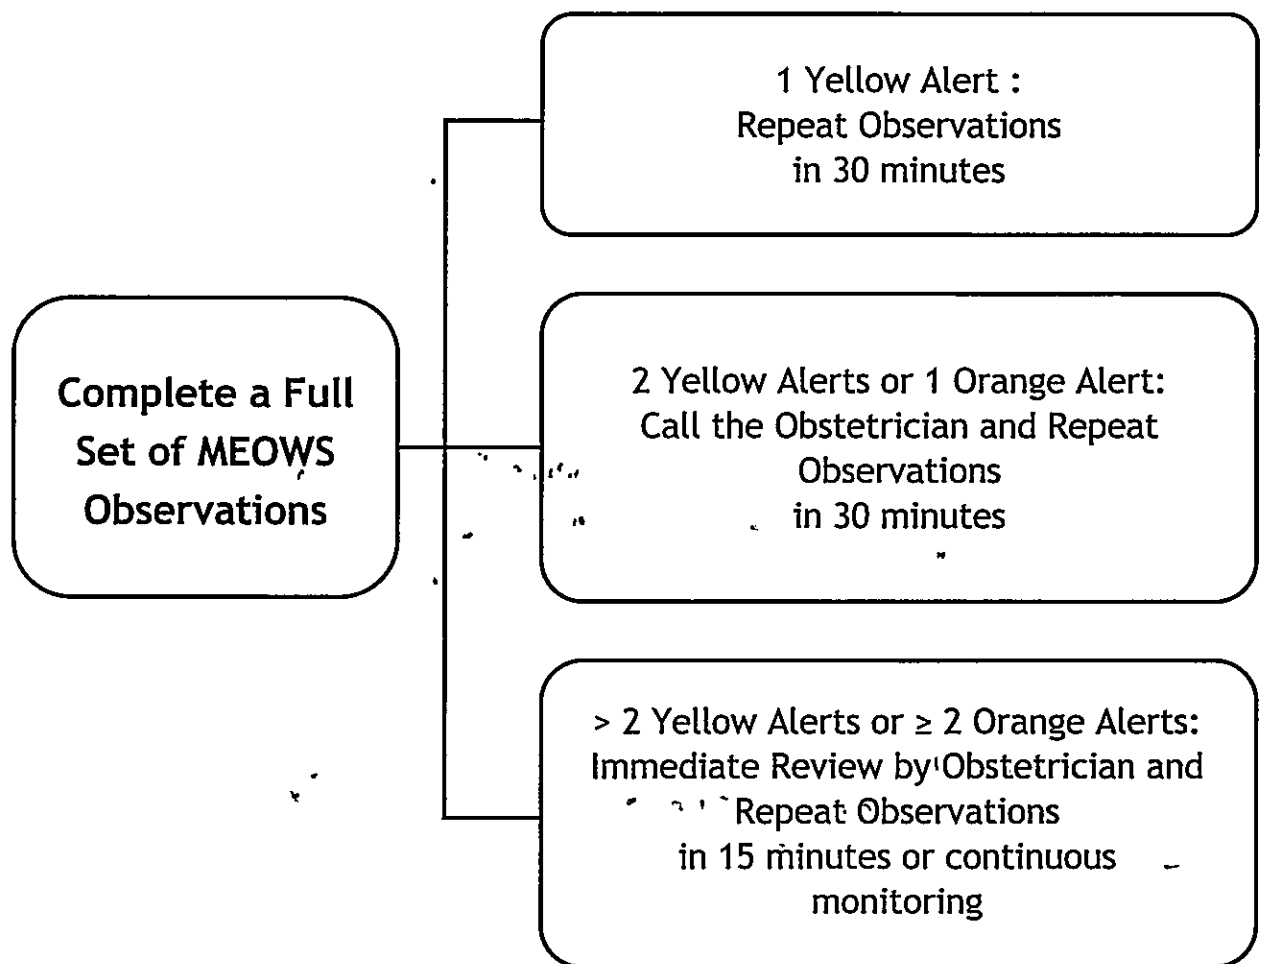 1 Yellow Alert :
Repeat Observations
in 30 minutes
Complete a Full
Set of MEOWS
Observations
2 Yellow Alerts or 1 Orange Alert:
Call the Obstetrician and Repeat
Observations
in 30 minutes
> 2 Yellow Alerts or ≥ 2 Orange Alerts:
Immediate Review by Obstetrician and
Repeat Observations
in 15 minutes or continuous
monitoring